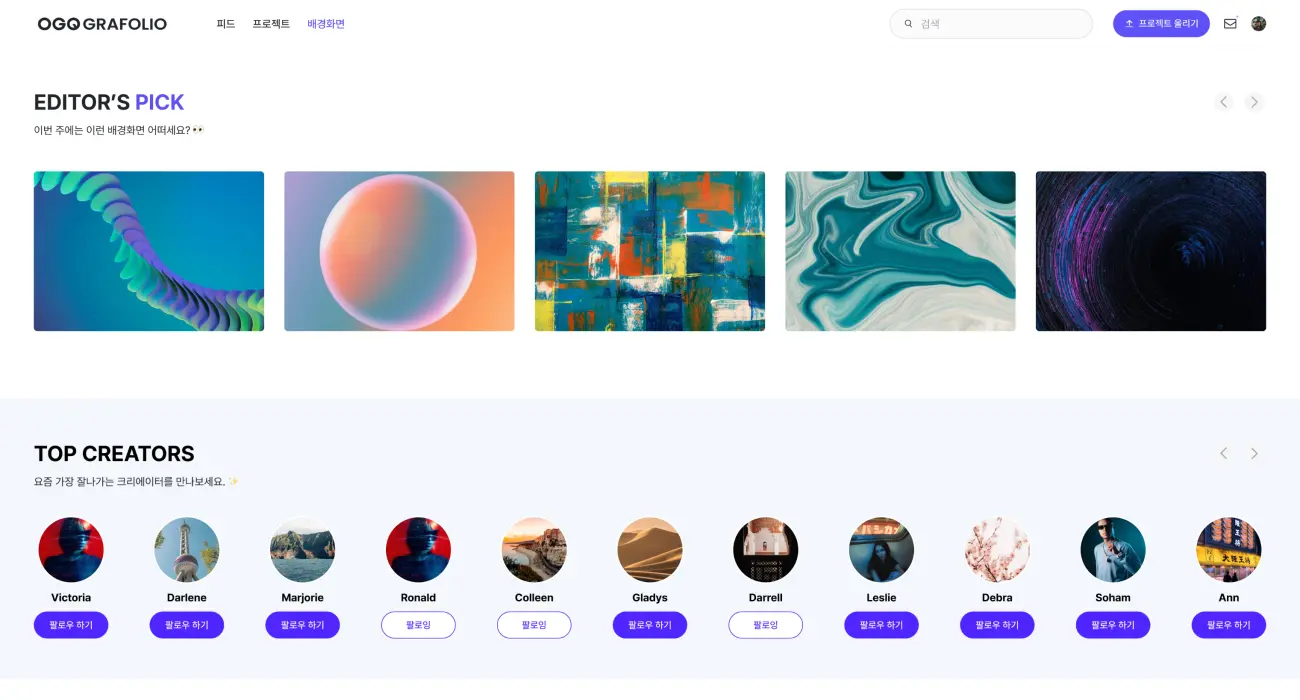 OGQ GRAFOLIO 피드 프로젝트 배경화면 검색 프로젝트 올리기
EDITOR'S PICK
이번 주에는 이런 배경화면 어떠세요? 👀
TOP CREATORS
요즘 가장 잘나가는 크리에이터를 만나보세요. ✨
Victoria Darlene Marjorie Ronald Colleen Gladys Darrell Leslie Debra Soham Ann
팔로우 하기 팔로우 하기 팔로우 하기 팔로잉 팔로잉 팔로우 하기 팔로잉 팔로우 하기 팔로우 하기 팔로우 하기 팔로우 하기